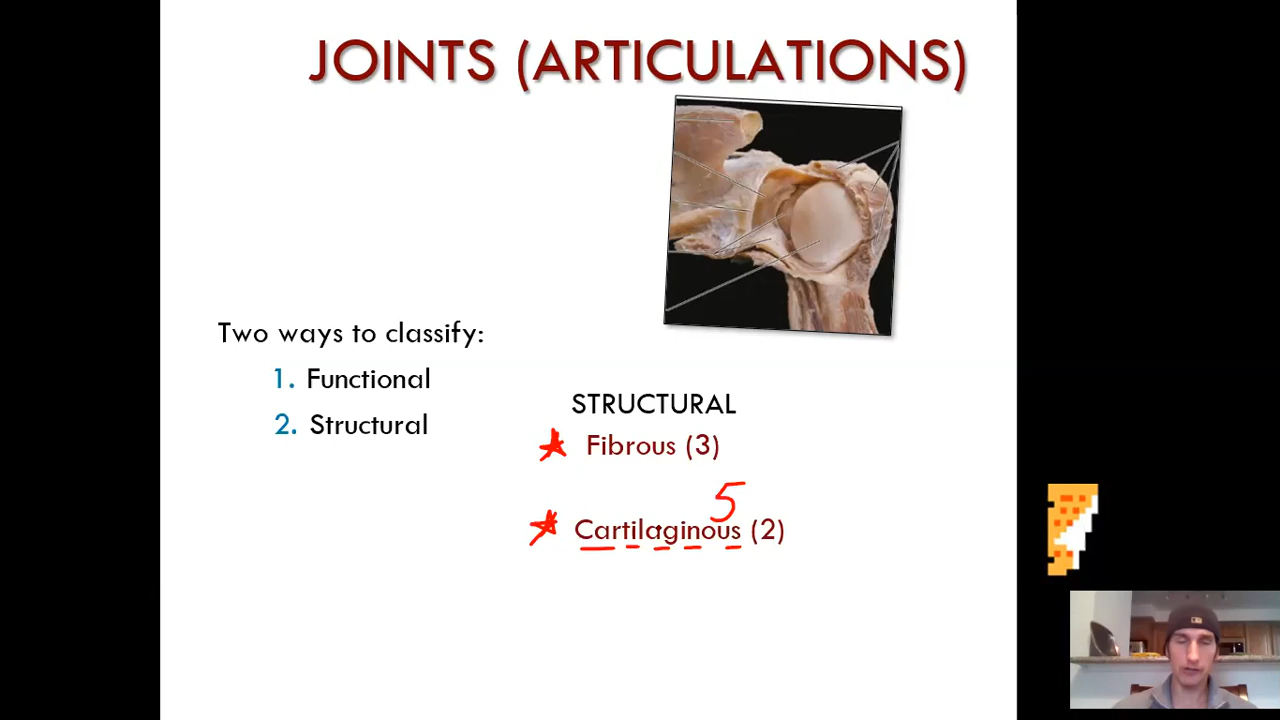 JOINTS (ARTICULATIONS)
Two ways to classify:
1. Functional
2. Structural
STRUCTURAL
Fibrous (3)
5
Cartilaginous (2)